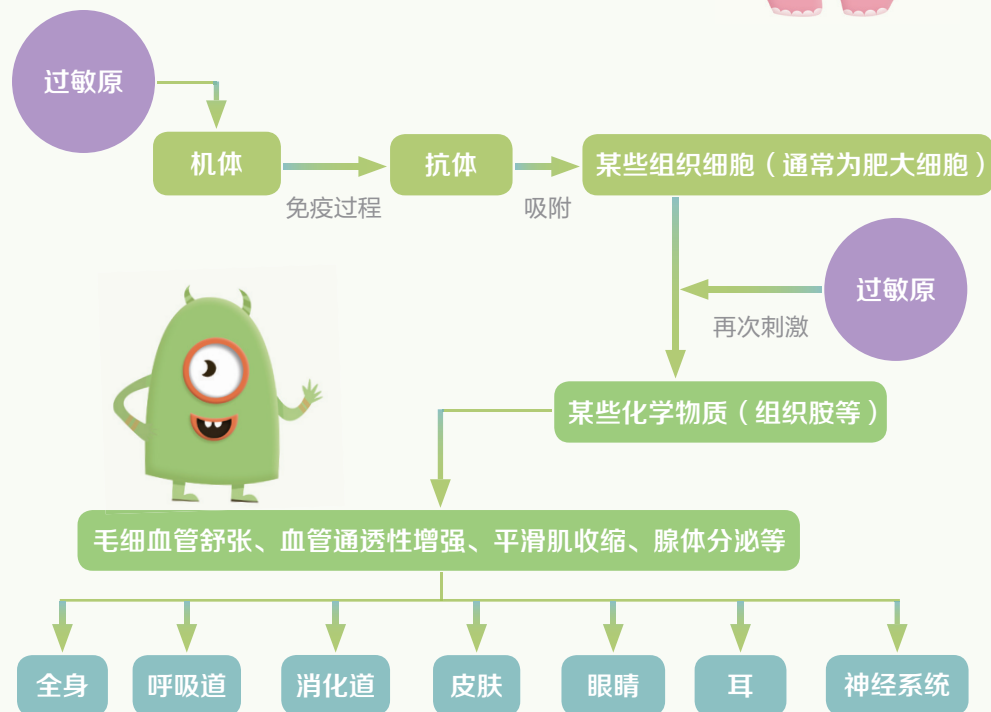 过敏原
机体
免疫过程
抗体
吸附
某些组织细胞（通常为肥大细胞）
过敏原
再次刺激
某些化学物质（组织胺等）
毛细血管舒张、血管通透性增强、平滑肌收缩、腺体分泌等
全身
呼吸道
消化道
皮肤
眼睛
耳
神经系统